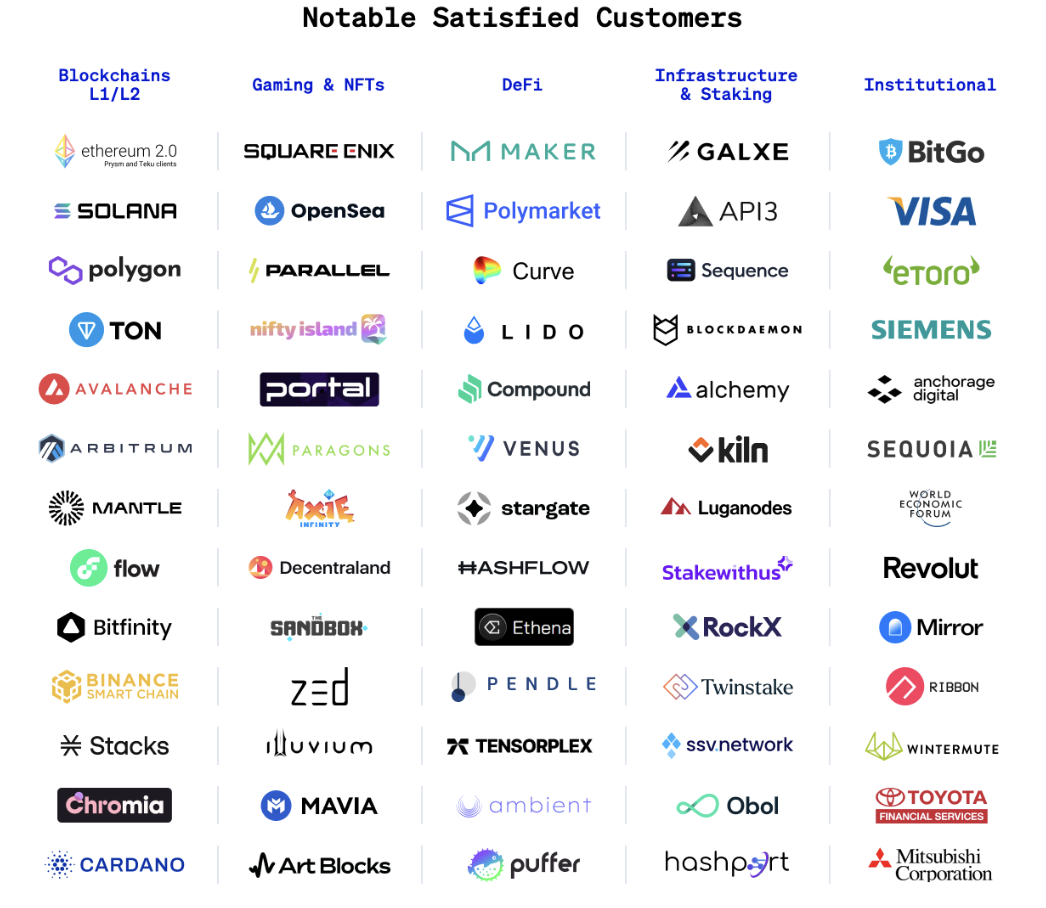 Notable Satisfied Customers
Blockchains
L1/L2
Gaming & NFTs
DeFi
Infrastructure
& Staking
Institutional
ethereum 2.0
Prysm and Teku clients
SQUARE ENIX
MAKER
GALXE
BitGo
SOLANA
OpenSea
Polymarket
API3
VISA
polygon
PARALLEL
Curve
Sequence
eTORO
TON
nifty island
LIDO
BLOCKDAEMON
SIEMENS
AVALANCHE
portal
Compound
alchemy
anchorage
digital
ARBITRUM
PARAGONS
VENUS
kiln
SEQUOIA
MANTLE
AXIE
INFINITY
stargate
Luganodes
WORLD
ECONOMIC
FORUM
flow
Decentraland
HASHFLOW
Stakewithus
Revolut
Bitfinity
THE
SANDBOX
Ethena
RockX
Mirror
BINANCE
SMART CHAIN
zed
PENDLE
Twinstake
RIBBON
Stacks
illuvium
TENSORPLEX
ssv.network
WINTERMUTE
Chromia
MAVIA
ambient
Obol
TOYOTA
FINANCIAL SERVICES
CARDANO
Art Blocks
puffer
hashport
Mitsubishi
Corporation